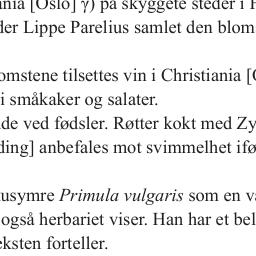 nia [Oslo] γ) på skyggete steder i
der Lippe Parelius samlet den blom
omstene tilsettes vin i Christiania [
i småkaker og salater.
de ved fødsler. Røtter kokt med Zy
ding] anbefales mot svimmelhet ifø
usymre Primula vulgaris som en va
også herbariet viser. Han har et bel
eksten forteller.